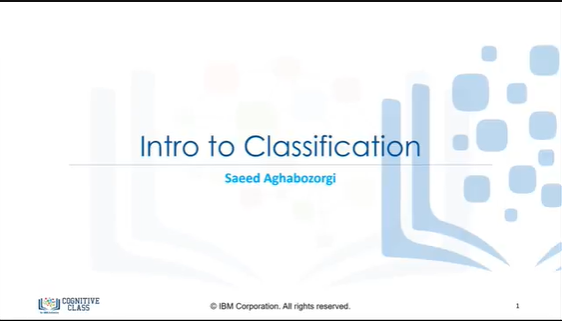 Intro to Classification
Saeed Aghabozorgi
COGNITIVE
CLASS
© IBM Corporation. All rights reserved.
1